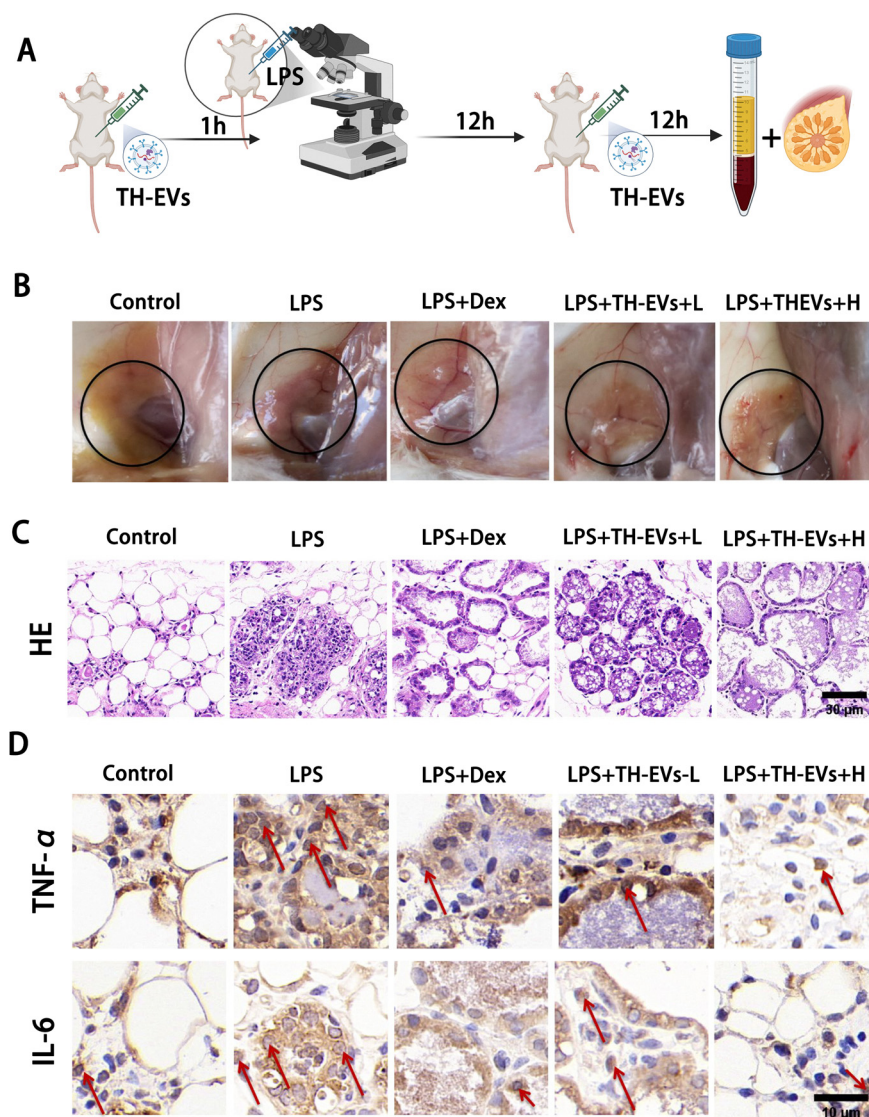 A
LPS
1h
12h
12h
+
TH-EVs
TH-EVs
B
Control LPS LPS+Dex LPS+TH-EVs+L LPS+THEVs+H
C
Control LPS LPS+Dex LPS+TH-EVs+L LPS+TH-EVs+H
HE
30 μm
D
Control LPS LPS+Dex LPS+TH-EVs-L LPS+TH-EVs+H
TNF-α
IL-6
10 μm